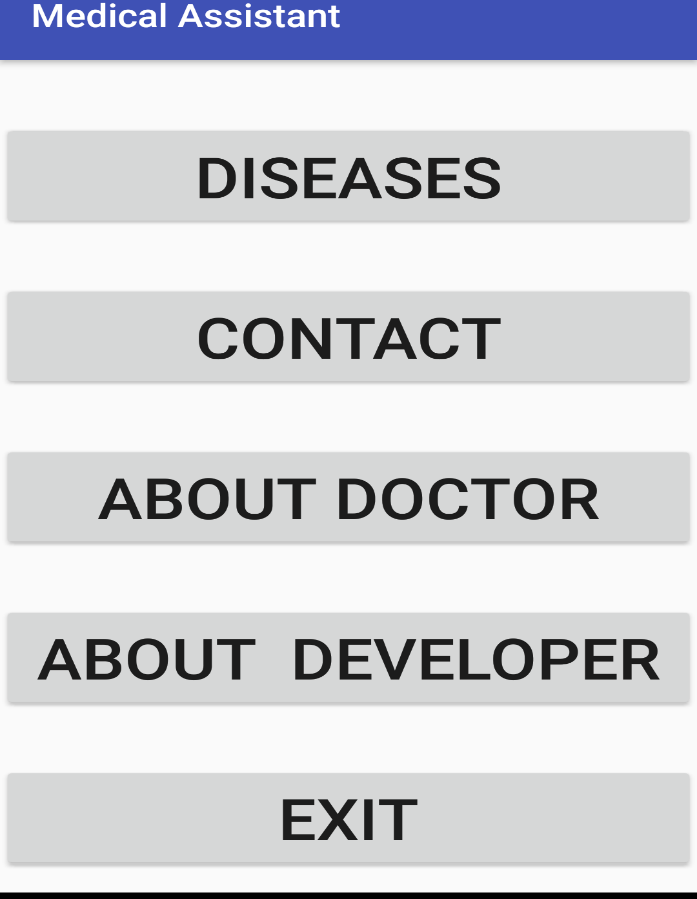 Medical Assistant
DISEASES
CONTACT
ABOUT DOCTOR
ABOUT  DEVELOPER
EXIT